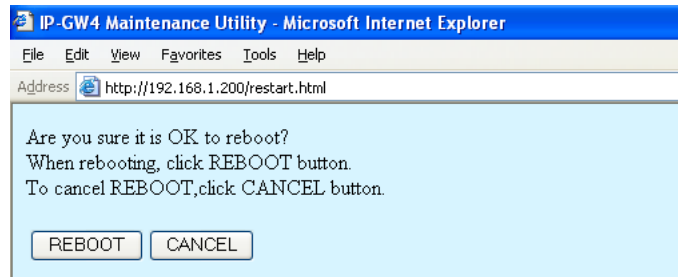 IP-GW4 Maintenance Utility - Microsoft Internet Explorer
File Edit View Favorites Tools Help
Address http://192.168.1.200/restart.html
Are you sure it is OK to reboot?
When rebooting, click REBOOT button.
To cancel REBOOT,click CANCEL button.
REBOOT CANCEL